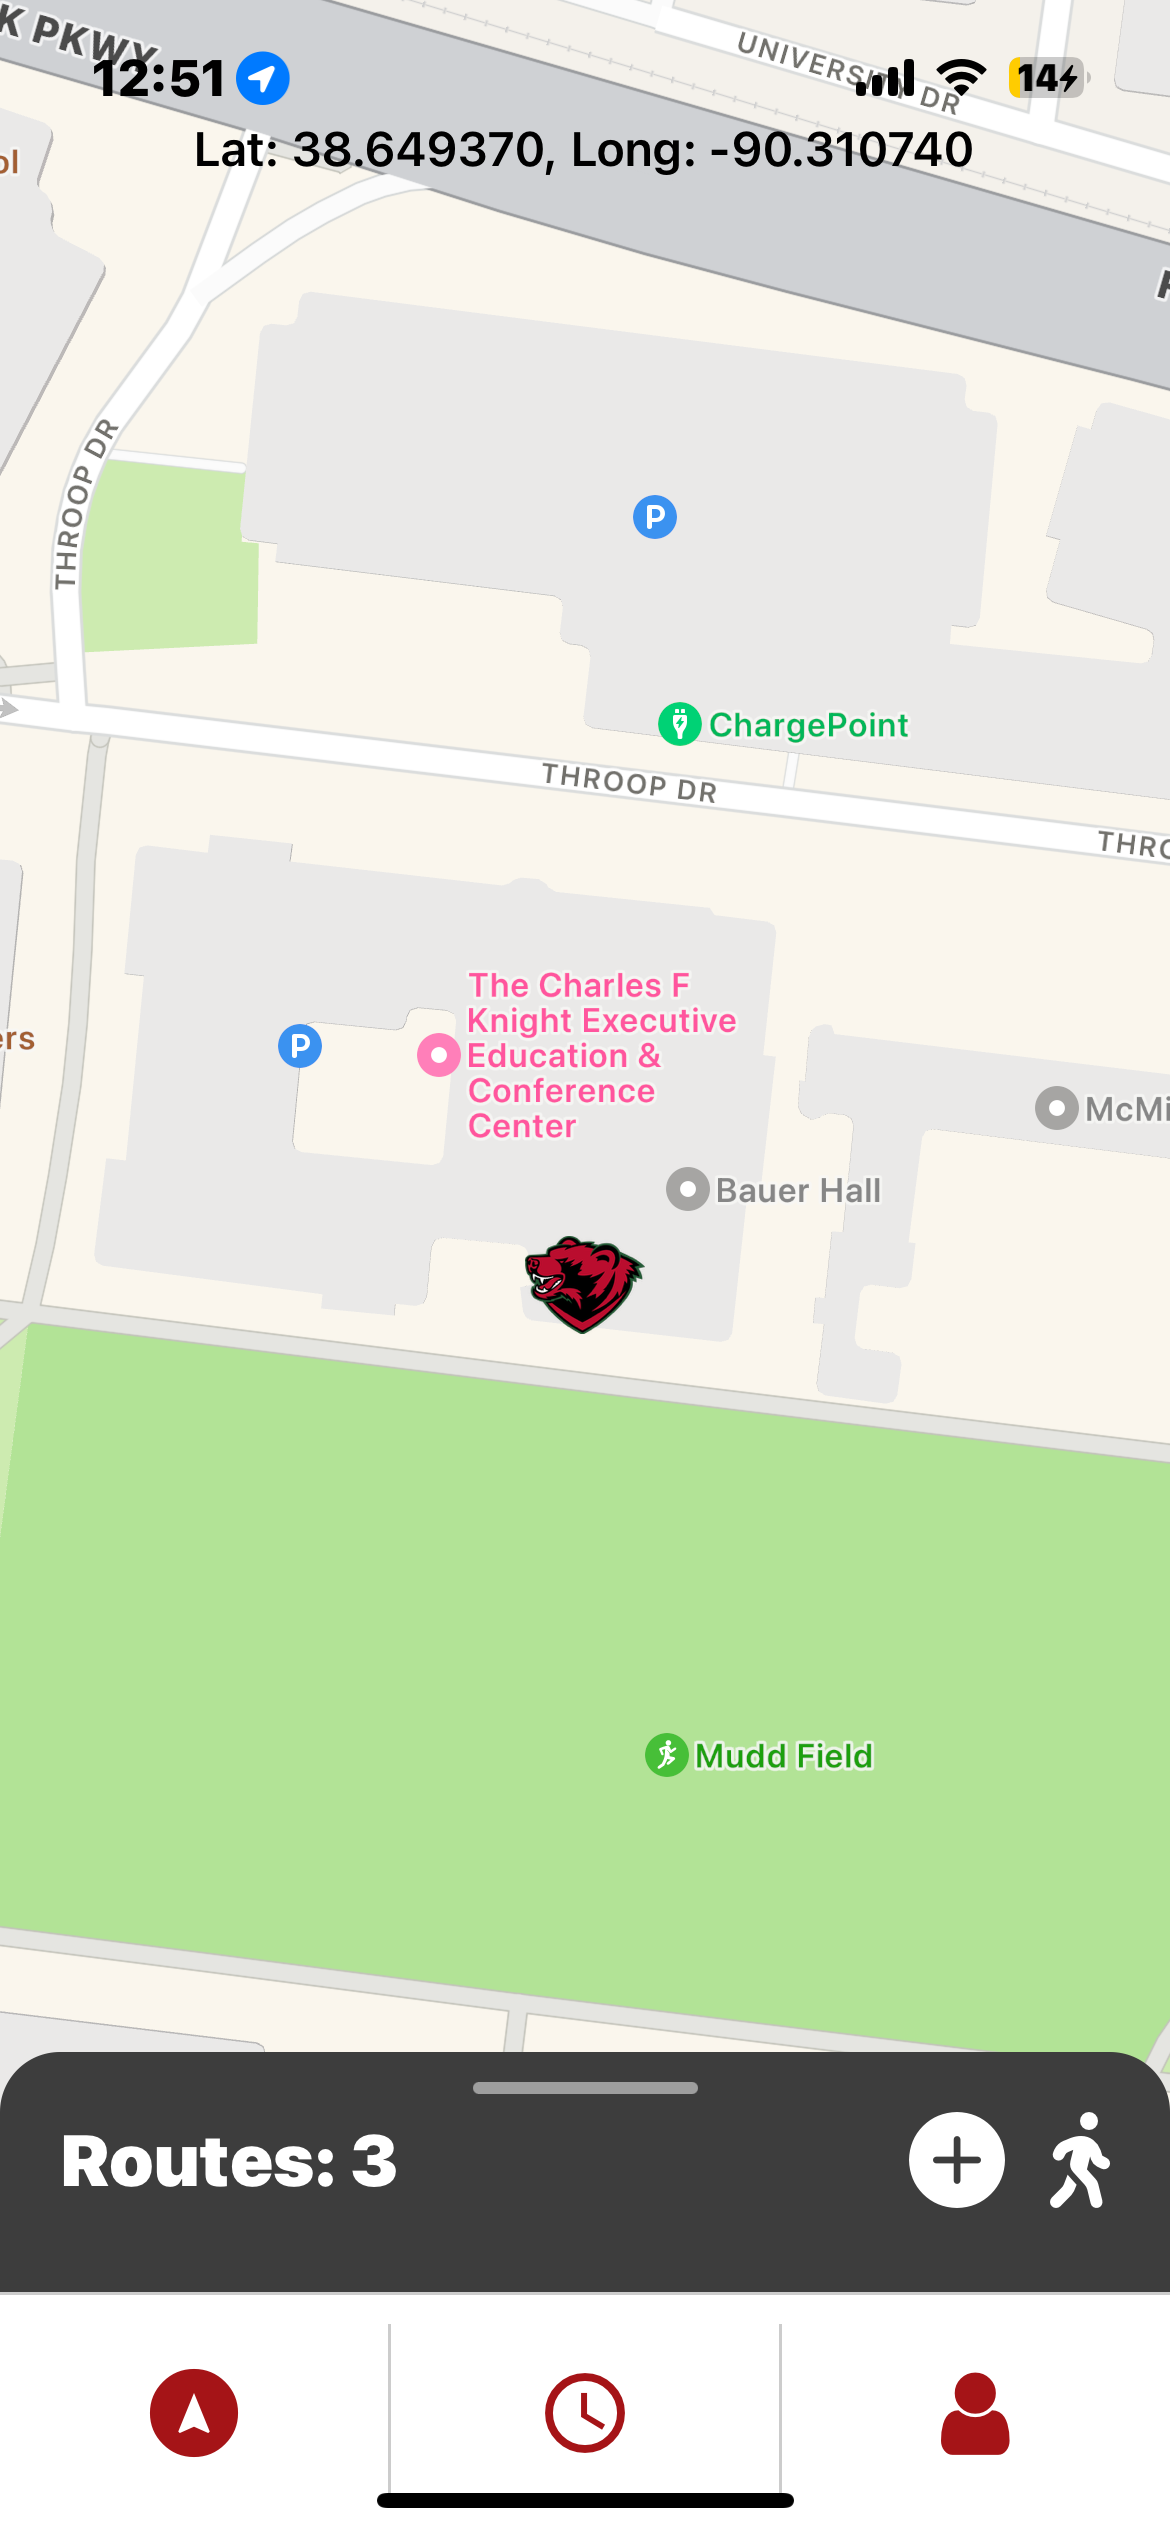 K PKWY
UNIVERSITY DR
12:51
14
Lat: 38.649370, Long: -90.310740
ol
THROOP DR
P
ChargePoint
THROOP DR
THRO
The Charles F
Knight Executive
Education &
Conference
Center
P
ers
McMi
Bauer Hall
Mudd Field
Routes: 3